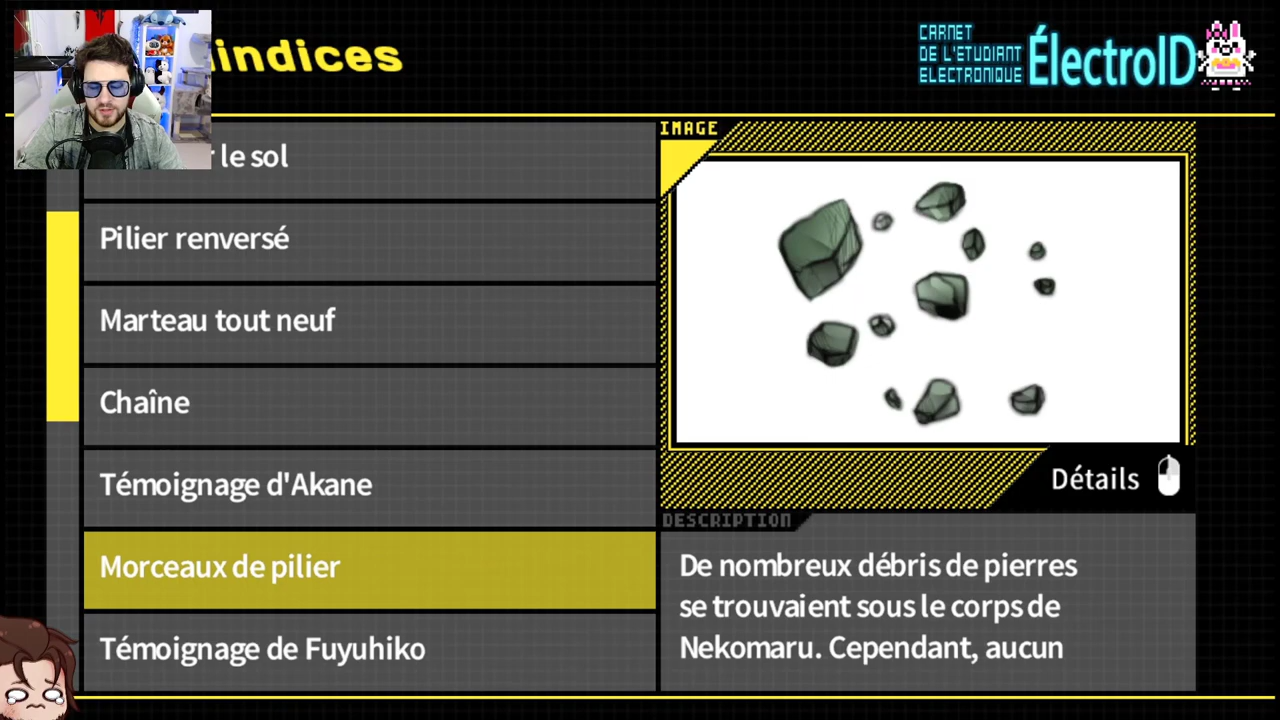 indices
CARNET
DE L'ETUDIANT
ELECTRONIQUE
ÉlectroID
le sol
Pilier renversé
Marteau tout neuf
Chaîne
Témoignage d'Akane
Morceaux de pilier
Témoignage de Fuyuhiko
IMAGE
Détails
DESCRIPTION
De nombreux débris de pierres
se trouvaient sous le corps de
Nekomaru. Cependant, aucun